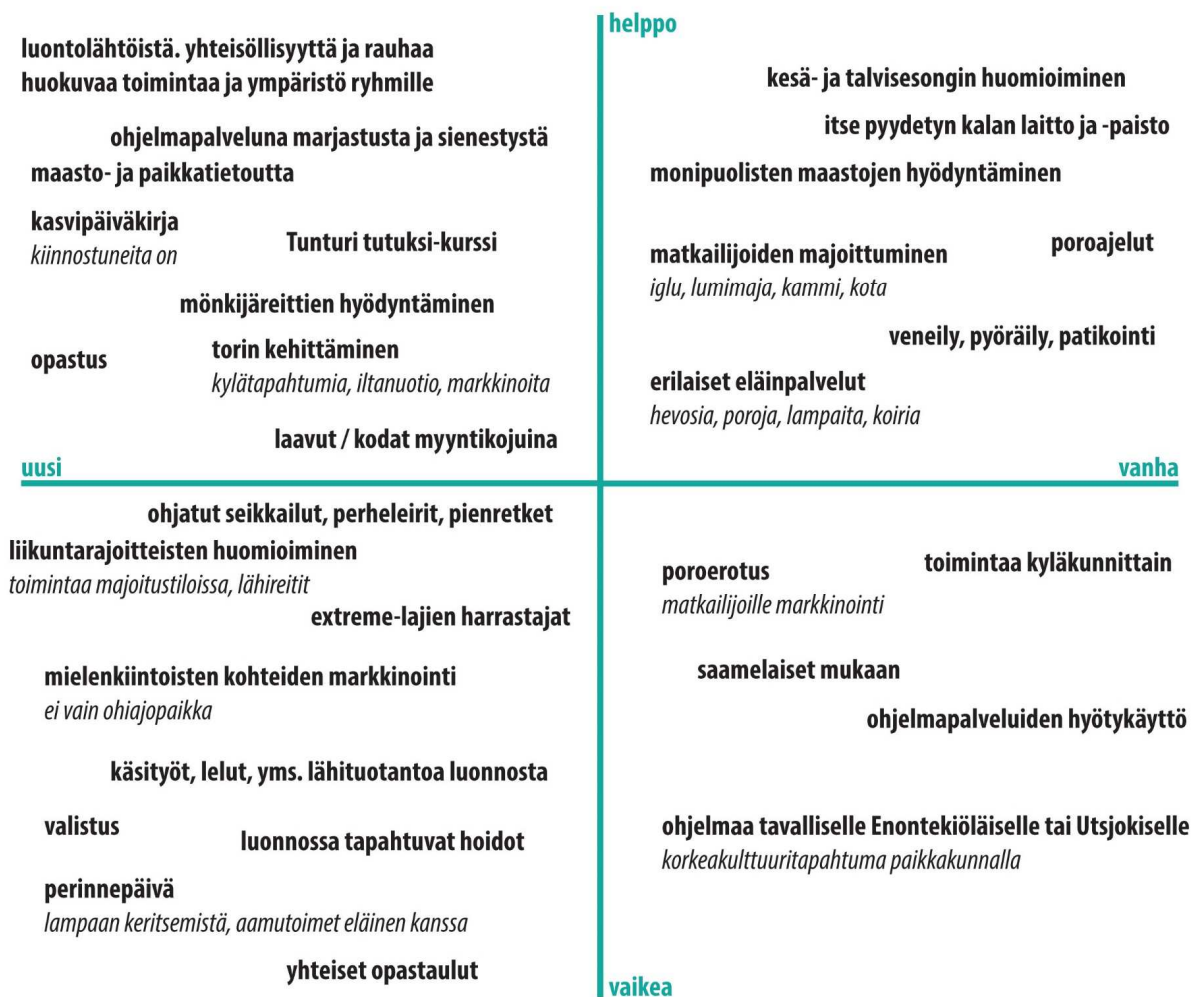 helppo
luontolähtöistä. yhteisöllisyyttä ja rauhaa
huokuvaa toimintaa ja ympäristö ryhmille
ohjelmapalveluna marjastusta ja sienestystä
maasto- ja paikkatietoutta
kasvipäiväkirja
kiinnostuneita on
Tunturi tutuksi-kurssi
mönkijäreittien hyödyntäminen
opastus
torin kehittäminen
kylätapahtumia, iltanuotio, markkinoita
laavut / kodat myyntikojuina
kesä- ja talvisesongin huomioiminen
itse pyydetyn kalan laitto ja -paisto
monipuolisten maastojen hyödyntäminen
matkailijoiden majoittuminen
iglu, lumimaja, kammi, kota
poroajelut
veneily, pyöräily, patikointi
erilaiset eläinpalvelut
hevosia, poroja, lampaita, koiria
uusi
vanha
ohjatut seikkailut, perheleirit, pienretket
liikuntarajoitteisten huomioiminen
toimintaa majoitustiloissa, lähireitit
extreme-lajien harrastajat
mielenkiintoisten kohteiden markkinointi
ei vain ohiajopaikka
käsityöt, lelut, yms. lähituotantoa luonnosta
valistus
luonnossa tapahtuvat hoidot
perinnepäivä
lampaan keritsemistä, aamutoimet eläinen kanssa
yhteiset opastaulut
poroerotus
matkailijoille markkinointi
toimintaa kyläkunnittain
saamelaiset mukaan
ohjelmapalveluiden hyötykäyttö
ohjelmaa tavalliselle Enontekiöläiselle tai Utsjokiselle
korkeakulttuuritapahtuma paikkakunnalla
vaikea